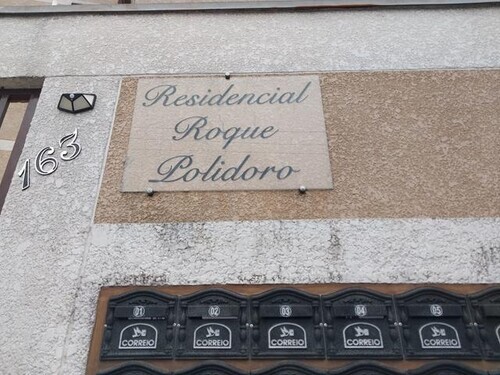 Residencial
Roque
Polidoro
163
01 02 03 04 05
CORREIO CORREIO CORREIO CORREIO CORREIO